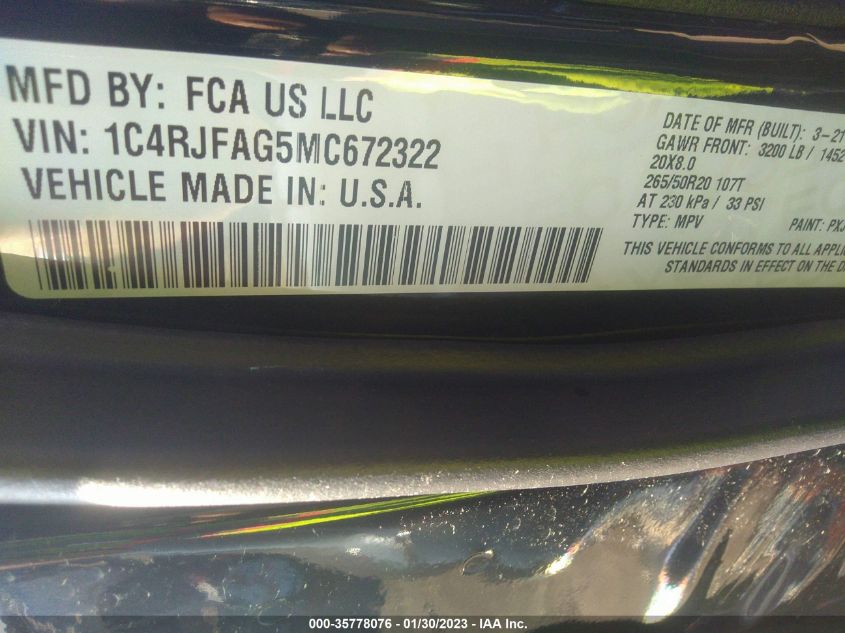 MFD BY: FCA US LLC
VIN: 1C4RJFAG5MC672322
VEHICLE MADE IN: U.S.A.
DATE OF MFR (BUILT): 3-21
GAWR FRONT: 3200 LB / 1452
20X8.0
265/50R20 107T
AT 230 kPa / 33 PSI
TYPE: MPV PAINT: PXJ
THIS VEHICLE CONFORMS TO ALL APPLI
STANDARDS IN EFFECT ON THE DA
000-35778076 - 01/30/2023 - IAA Inc.